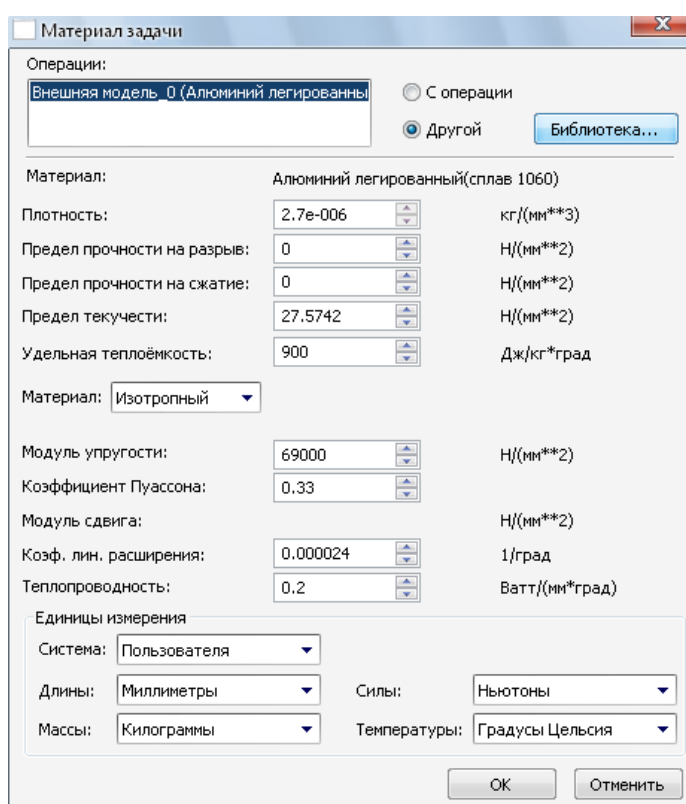 Материал задачи
Операции:
Внешняя модель_0 (Алюминий легированны
С операции
Другой
Библиотека...
Материал: Алюминий легированный(сплав 1060)
Плотность: 2.7e-006 кг/(мм**3)
Предел прочности на разрыв: 0 Н/(мм**2)
Предел прочности на сжатие: 0 Н/(мм**2)
Предел текучести: 27.5742 Н/(мм**2)
Удельная теплоёмкость: 900 Дж/кг*град
Материал: Изотропный
Модуль упругости: 69000 Н/(мм**2)
Коэффициент Пуассона: 0.33
Модуль сдвига: Н/(мм**2)
Коэф. лин. расширения: 0.000024 1/град
Теплопроводность: 0.2 Ватт/(мм*град)
Единицы измерения
Система: Пользователя
Длины: Миллиметры Силы: Ньютоны
Массы: Килограммы Температуры: Градусы Цельсия
ОК Отменить